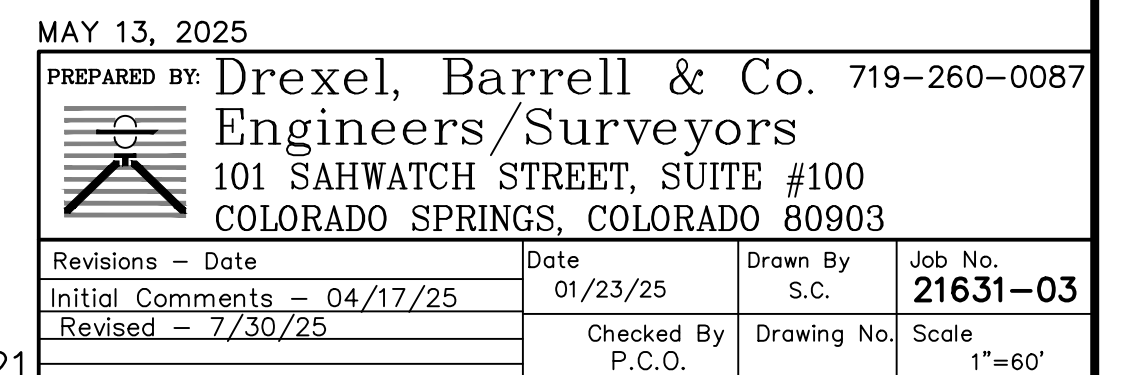 MAY 13, 2025
PREPARED BY: Drexel, Barrell & Co. 719-260-0087
Engineers/Surveyors
101 SAHWATCH STREET, SUITE #100
COLORADO SPRINGS, COLORADO 80903
Revisions - Date
Initial Comments - 04/17/25
Revised - 7/30/25
Date
01/23/25
Drawn By
S.C.
Job No.
21631-03
Checked By
P.C.O.
Drawing No.
Scale
1"=60'
21